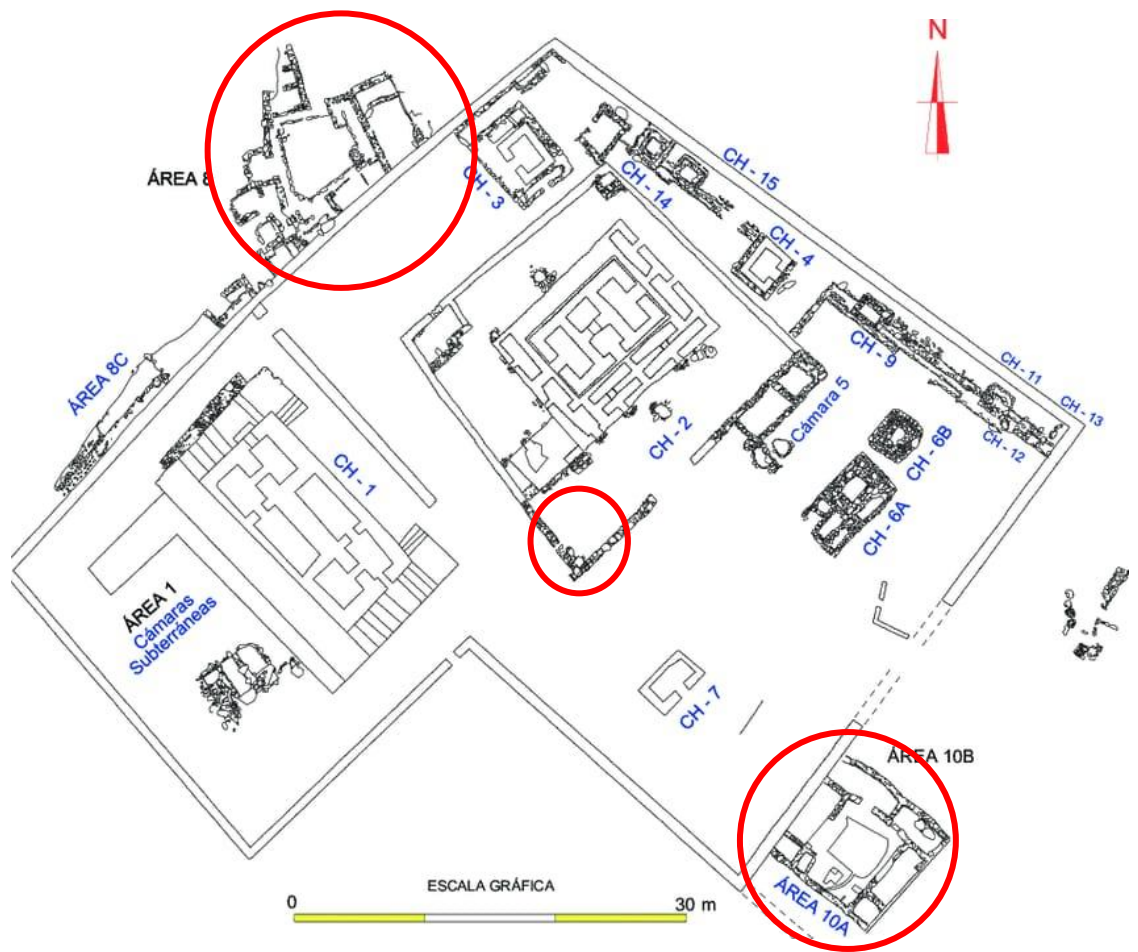 N
ÁREA 8
CH - 3
CH - 14
CH - 15
CH - 4
CH - 9
CH - 11
CH - 13
CH - 12
ÁREA 8C
CH - 1
CH - 2
Cámara 5
CH - 6B
CH - 6A
ÁREA 1
Cámaras
Subterráneas
CH - 7
ÁREA 10B
ÁREA 10A
ESCALA GRÁFICA
0
30 m